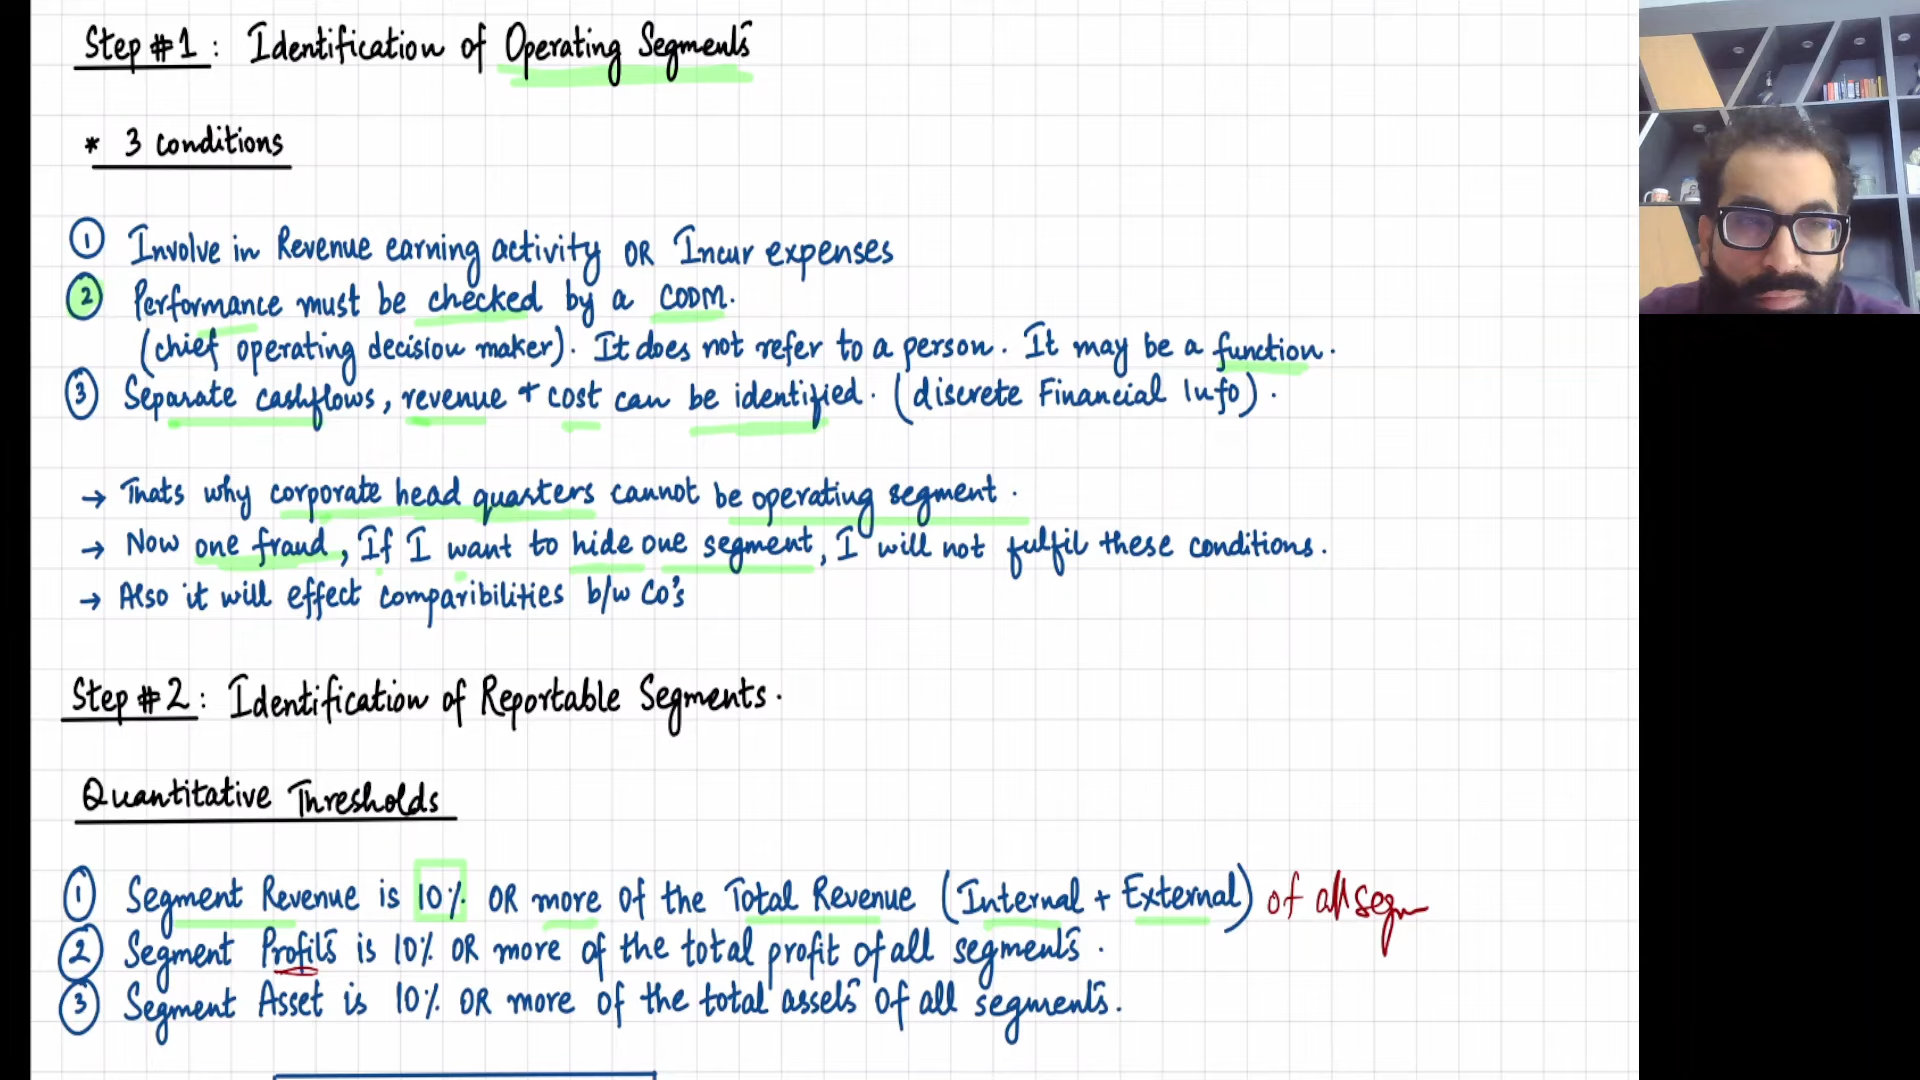 Step #1: Identification of Operating Segments
* 3 conditions
① Involve in Revenue earning activity OR Incur expenses
② Performance must be checked by a CODM.
(chief operating decision maker). It does not refer to a person. It may be a function.
③ Separate cashflows, revenue + cost can be identified. (discrete Financial Info).
→ Thats why corporate head quarters cannot be operating segment.
→ Now one fraud, If I want to hide one segment, I will not fulfil these conditions.
→ Also it will effect comparibilities b/w Co's
Step #2: Identification of Reportable Segments.
Quantitative Thresholds
① Segment Revenue is 10% OR more of the Total Revenue (Internal + External) of all segm
② Segment Profits is 10% OR more of the total profit of all segments.
③ Segment Asset is 10% OR more of the total assets of all segments.